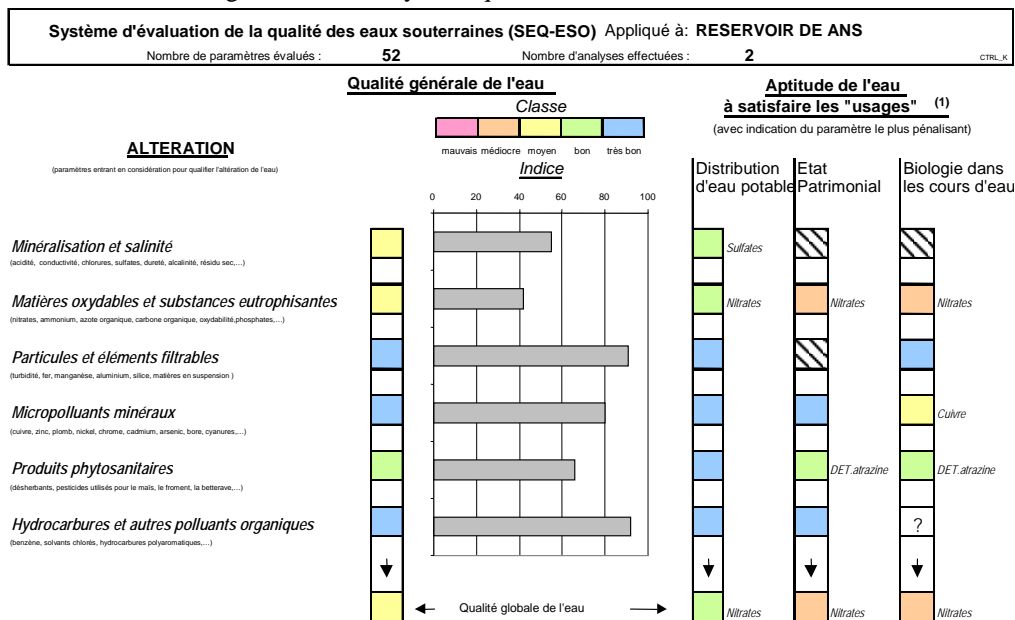 Système d'évaluation de la qualité des eaux souterraines (SEQ-ESO) Appliqué à: RESERVOIR DE ANS
Nombre de paramètres évalués : 52 Nombre d'analyses effectuées : 2 CTRL_K
Qualité générale de l'eau
Classe
mauvais médiocre moyen bon très bon
Indice
0 20 40 60 80 100
Aptitude de l'eau
à satisfaire les "usages" (1)
(avec indication du paramètre le plus pénalisant)
Distribution
d'eau potable
Etat
Patrimonial
Biologie dans
les cours d'eau
ALTERATION
(paramètres entrant en considération pour qualifier l'altération de l'eau)
Minéralisation et salinité
(acidité, conductivité, chlorures, sulfates, dureté, alcalinité, résidu sec,...)
Sulfates
Matières oxydables et substances eutrophisantes
(nitrates, ammonium, azote organique, carbone organique, oxydabilité,phosphates,...)
Nitrates Nitrates Nitrates
Particules et éléments filtrables
(turbidité, fer, manganèse, aluminium, silice, matières en suspension )
Micropolluants minéraux
(cuivre, zinc, plomb, nickel, chrome, cadmium, arsenic, bore, cyanures,...)
Cuivre
Produits phytosanitaires
(désherbants, pesticides utilisés pour le maïs, le froment, la betterave,...)
DET.atrazine DET.atrazine
Hydrocarbures et autres polluants organiques
(benzène, solvants chlorés, hydrocarbures polyaromatiques,...)
?
Qualité globale de l'eau
Nitrates Nitrates Nitrates